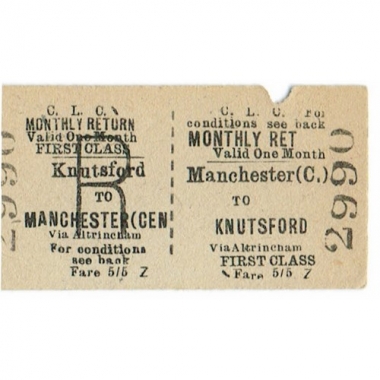 C. L. C.
MONTHLY RETURN
Valid One Month
FIRST CLASS
Knutsford
TO
MANCHESTER(CEN
Via Altrincham
For conditions
see back
Fare 5/5 Z
R
2990
C. L. C. For
conditions see back
MONTHLY RET
Valid One Month
Manchester(C.)
TO
KNUTSFORD
Via Altrincham
FIRST CLASS
Fare 5/5 Z
2990